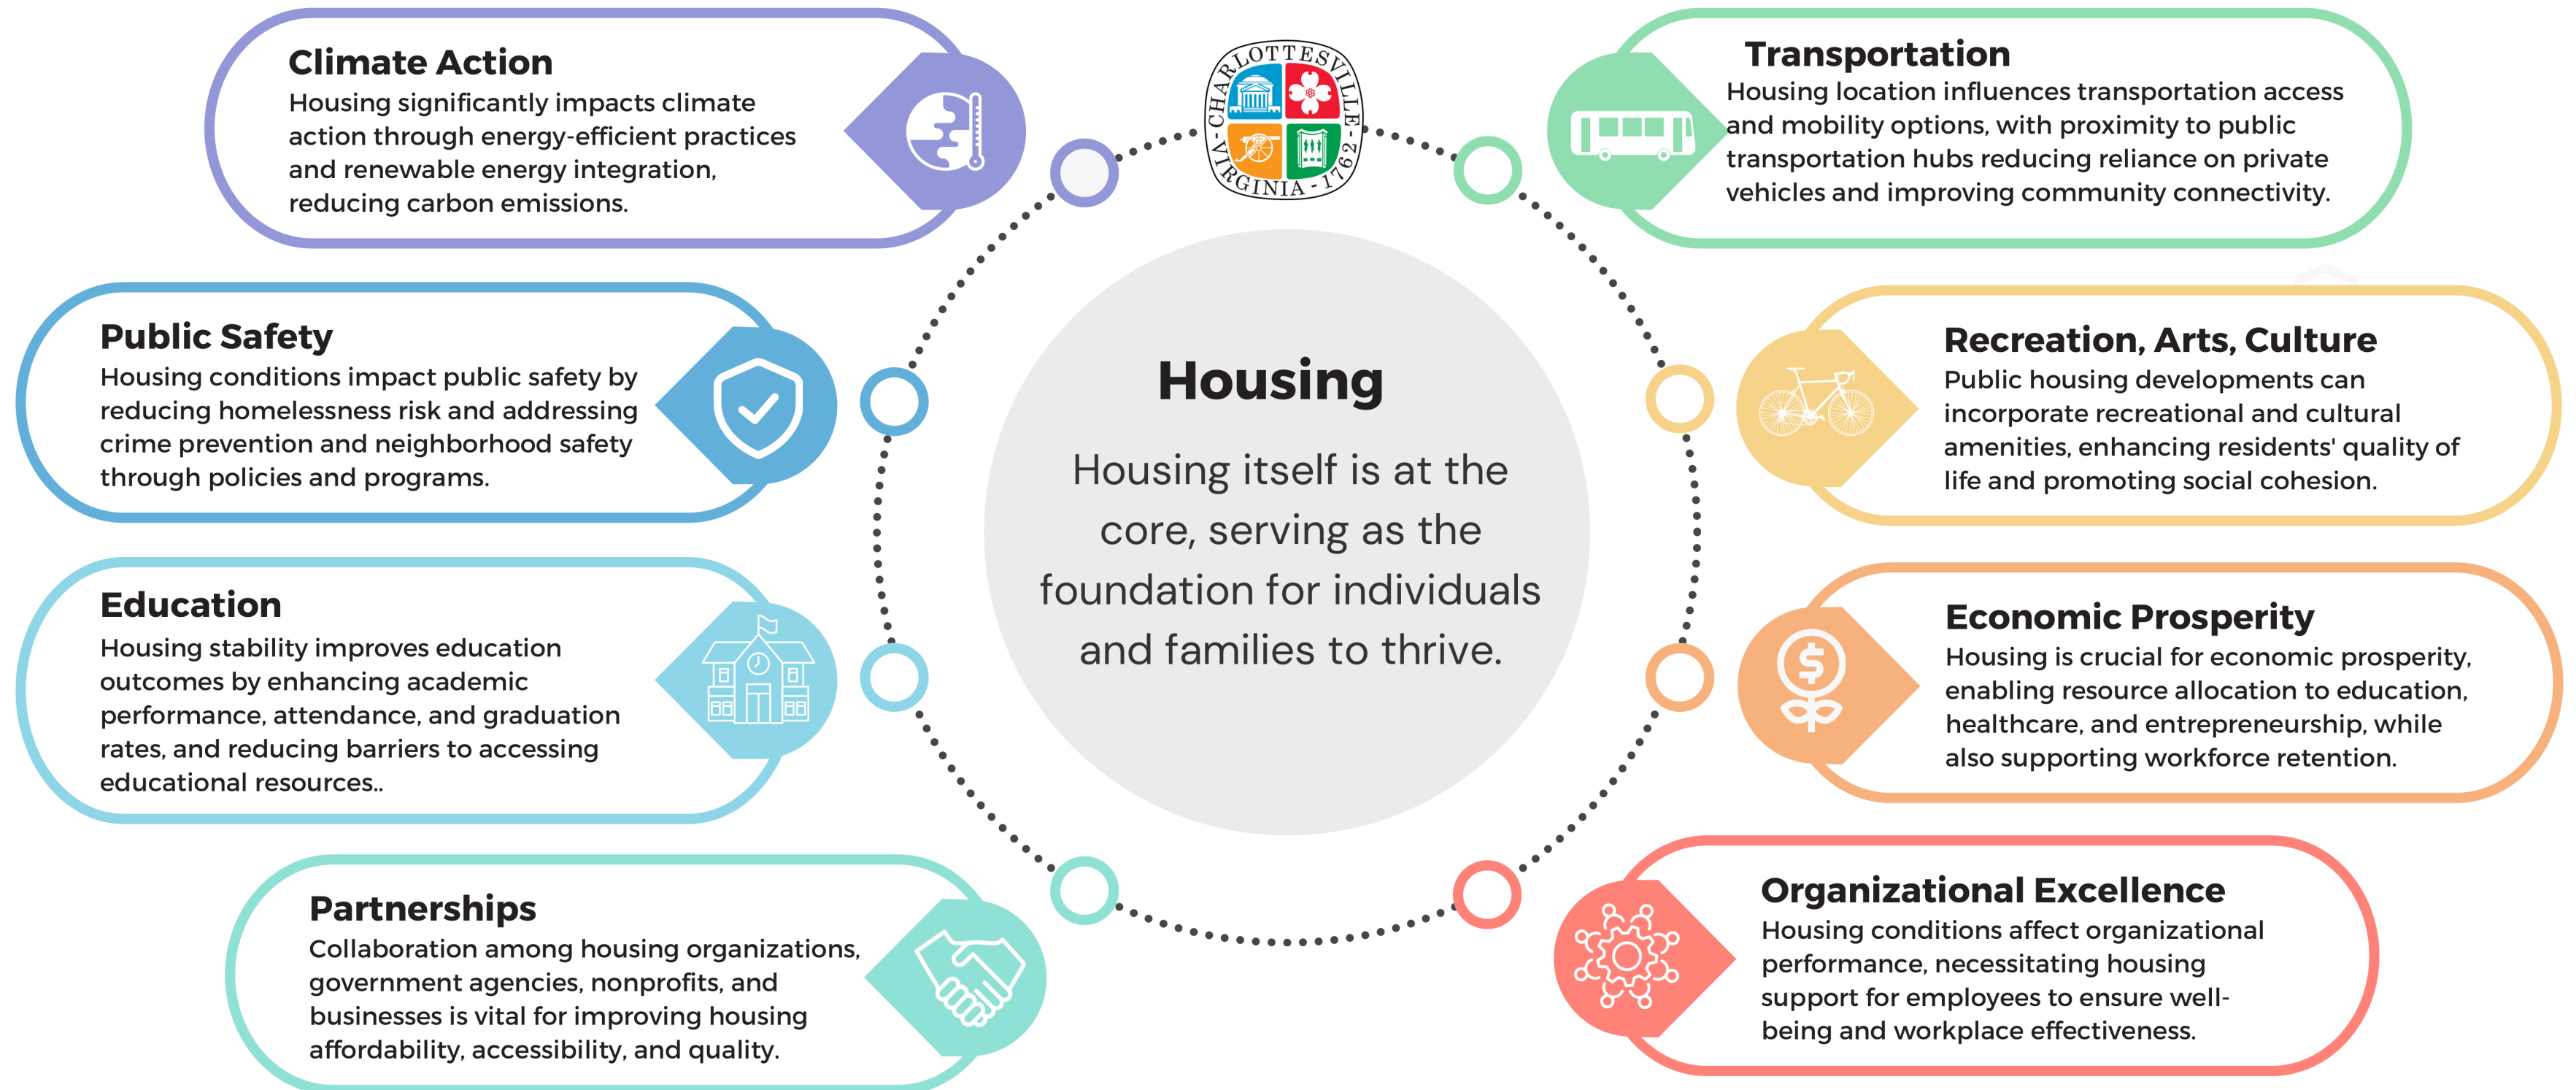 Climate Action
Housing significantly impacts climate
action through energy-efficient practices
and renewable energy integration,
reducing carbon emissions.
Public Safety
Housing conditions impact public safety by
reducing homelessness risk and addressing
crime prevention and neighborhood safety
through policies and programs.
Education
Housing stability improves education
outcomes by enhancing academic
performance, attendance, and graduation
rates, and reducing barriers to accessing
educational resources..
Partnerships
Collaboration among housing organizations,
government agencies, nonprofits, and
businesses is vital for improving housing
affordability, accessibility, and quality.
CHARLOTTESVILLE - VIRGINIA - 1762 -
Housing
Housing itself is at the
core, serving as the
foundation for individuals
and families to thrive.
$
Transportation
Housing location influences transportation access
and mobility options, with proximity to public
transportation hubs reducing reliance on private
vehicles and improving community connectivity.
Recreation, Arts, Culture
Public housing developments can
incorporate recreational and cultural
amenities, enhancing residents' quality of
life and promoting social cohesion.
Economic Prosperity
Housing is crucial for economic prosperity,
enabling resource allocation to education,
healthcare, and entrepreneurship, while
also supporting workforce retention.
Organizational Excellence
Housing conditions affect organizational
performance, necessitating housing
support for employees to ensure well-
being and workplace effectiveness.